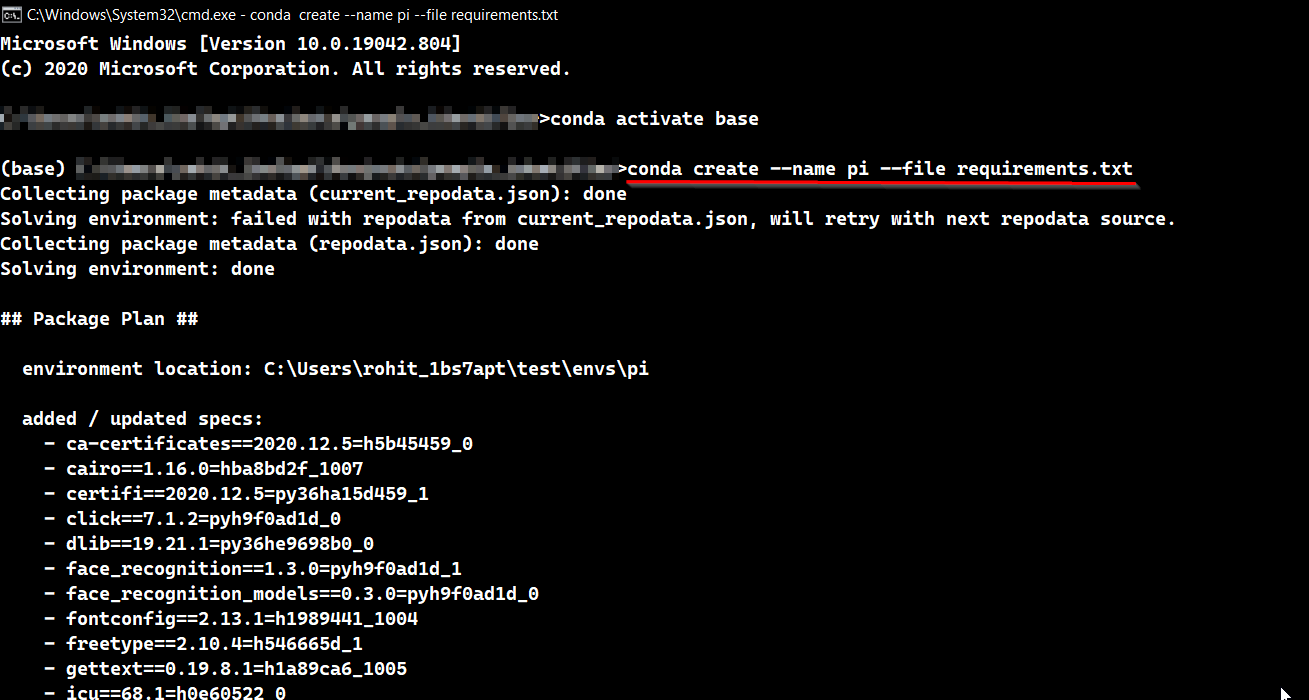 C:\Windows\System32\cmd.exe - conda  create --name pi --file requirements.txt
Microsoft Windows [Version 10.0.19042.804]
(c) 2020 Microsoft Corporation. All rights reserved.
>conda activate base
(base) >conda create --name pi --file requirements.txt
Collecting package metadata (current_repodata.json): done
Solving environment: failed with repodata from current_repodata.json, will retry with next repodata source.
Collecting package metadata (repodata.json): done
Solving environment: done
## Package Plan ##
environment location: C:\Users\rohit_1bs7apt\test\envs\pi
added / updated specs:
- ca-certificates==2020.12.5=h5b45459_0
- cairo==1.16.0=hba8bd2f_1007
- certifi==2020.12.5=py36ha15d459_1
- click==7.1.2=pyh9f0ad1d_0
- dlib==19.21.1=py36he9698b0_0
- face_recognition==1.3.0=pyh9f0ad1d_1
- face_recognition_models==0.3.0=pyh9f0ad1d_0
- fontconfig==2.13.1=h1989441_1004
- freetype==2.10.4=h546665d_1
- gettext==0.19.8.1=h1a89ca6_1005
- icu==68.1=h0e60522_0